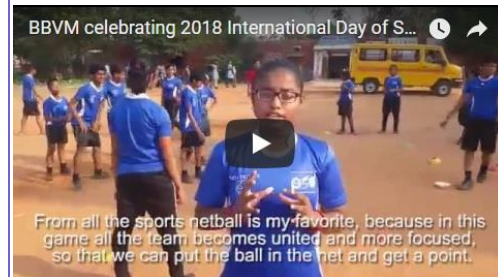 BBVM celebrating 2018 International Day of S...
From all the sports netball is my favorite, because in this
game all the team becomes united and more focused,
so that we can put the ball in the net and get a point.